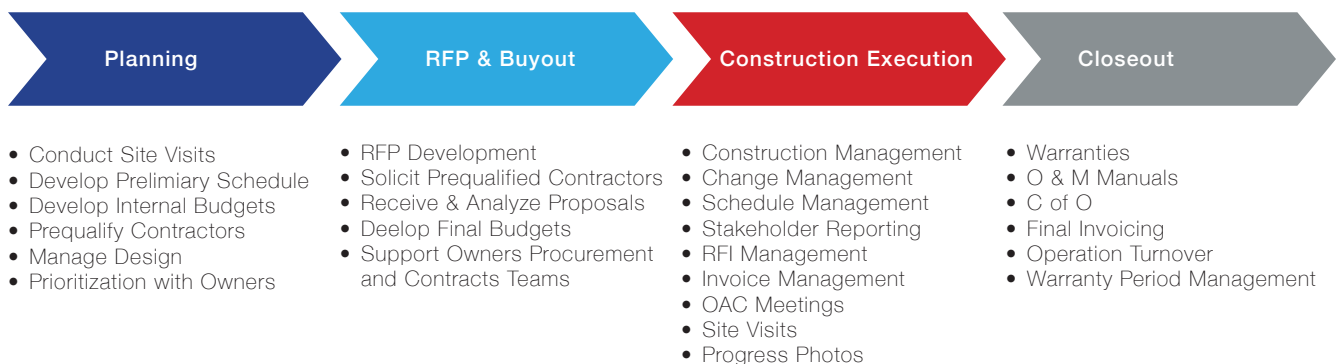 Planning
RFP & Buyout
Construction Execution
Closeout
• Conduct Site Visits
• Develop Prelimiary Schedule
• Develop Internal Budgets
• Prequalify Contractors
• Manage Design
• Prioritization with Owners
• RFP Development
• Solicit Prequalified Contractors
• Receive & Analyze Proposals
• Deelop Final Budgets
• Support Owners Procurement
and Contracts Teams
• Construction Management
• Change Management
• Schedule Management
• Stakeholder Reporting
• RFI Management
• Invoice Management
• OAC Meetings
• Site Visits
• Progress Photos
• Warranties
• O & M Manuals
• C of O
• Final Invoicing
• Operation Turnover
• Warranty Period Management